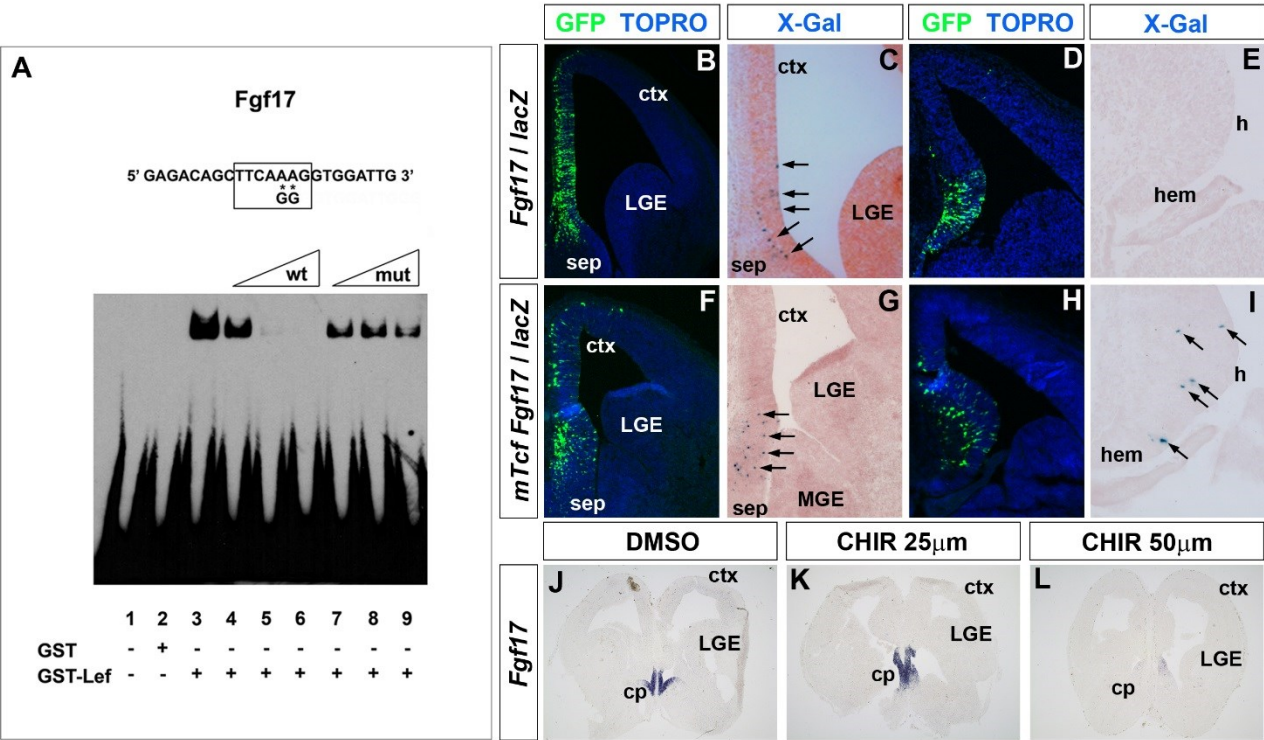 A
Fgf17
5' GAGACAGCTTCAAAGGTGGATTG 3'
* *
GG
wt
mut
1 2 3 4 5 6 7 8 9
GST - + - - - - - - -
GST-Lef - - + + + + + + +
GFP TOPRO
X-Gal
GFP TOPRO
X-Gal
Fgf17 / lacZ
B
ctx
LGE
sep
C
ctx
LGE
sep
D
E
h
hem
mTcf Fgf17 / lacZ
F
ctx
LGE
sep
G
ctx
LGE
MGE
sep
H
I
h
hem
DMSO
CHIR 25μm
CHIR 50μm
Fgf17
J
ctx
LGE
cp
K
ctx
LGE
cp
L
ctx
LGE
cp